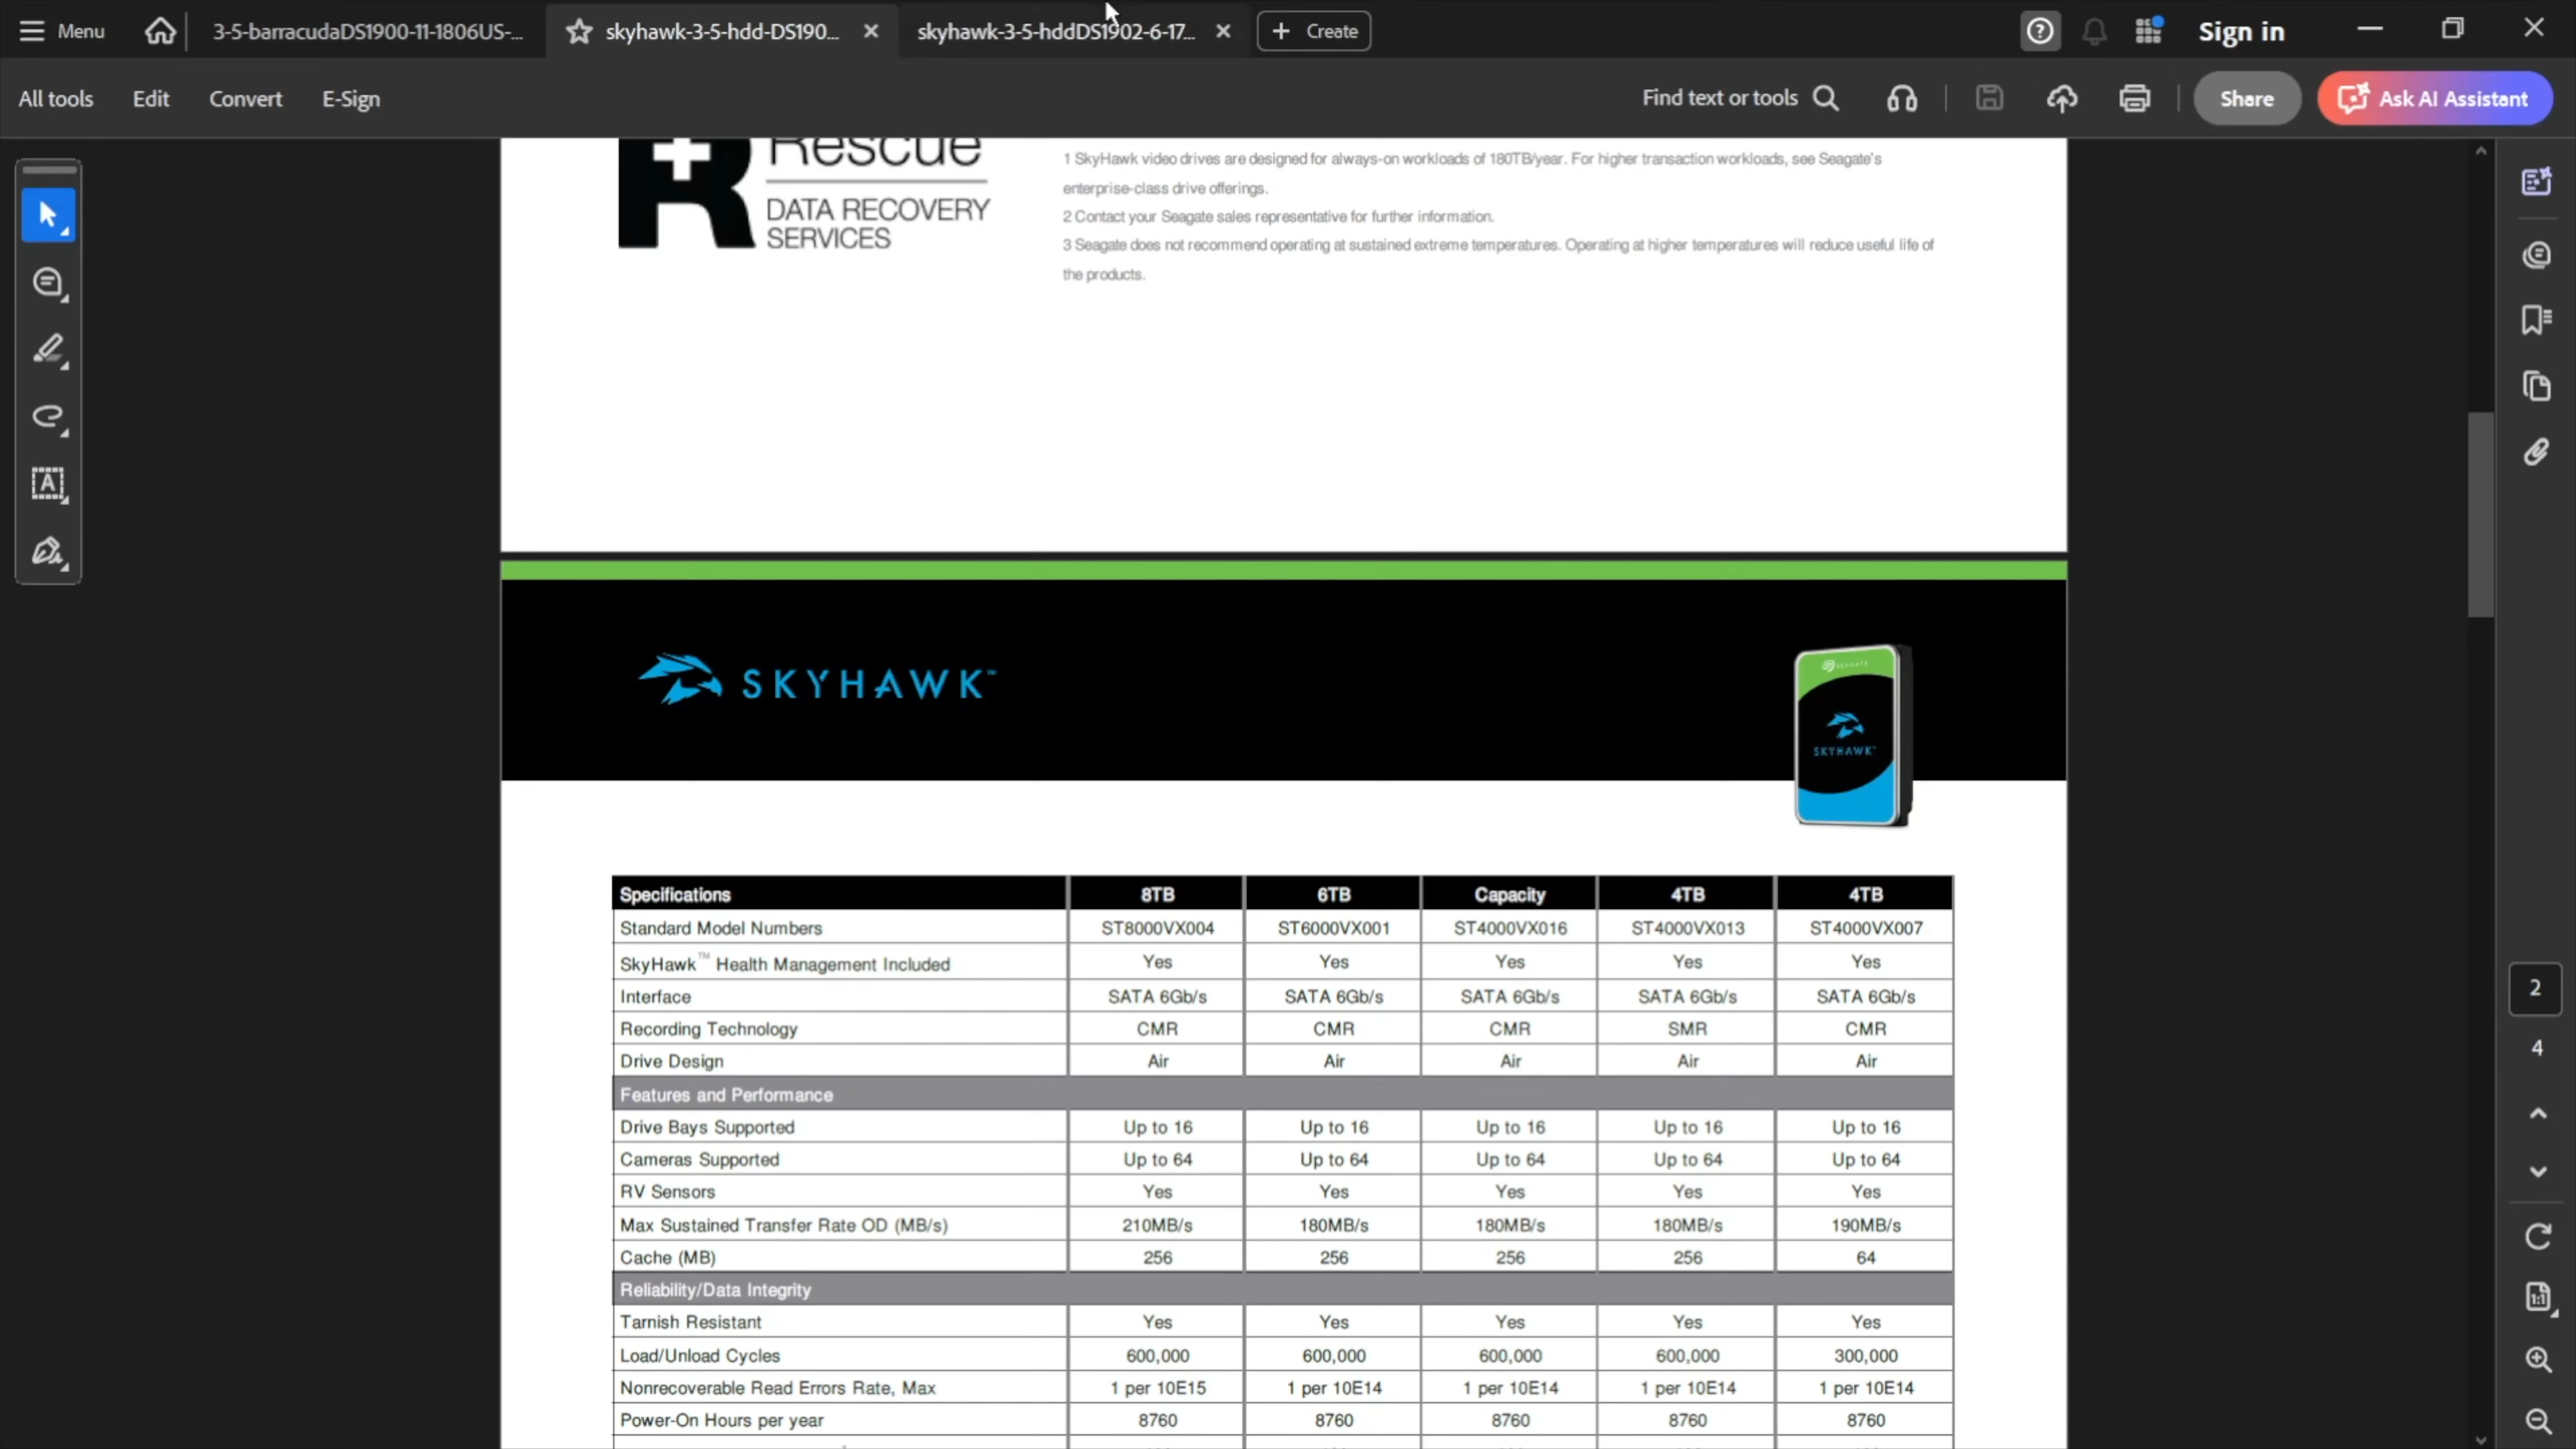 Menu
3-5-barracudaDS1900-11-1806US-...
skyhawk-3-5-hdd-DS190...
skyhawk-3-5-hddDS1902-6-17...
Create
Sign in
All tools
Edit
Convert
E-Sign
Find text or tools
Share
Ask AI Assistant
Rescue
DATA RECOVERY
SERVICES
1 SkyHawk video drives are designed for always-on workloads of 180TB/year. For higher transaction workloads, see Seagate's
enterprise-class drive offerings.
2 Contact your Seagate sales representative for further information.
3 Seagate does not recommend operating at sustained extreme temperatures. Operating at higher temperatures will reduce useful life of
the products.
SKYHAWK™
SEAGATE
SKYHAWK™
Specifications 8TB 6TB Capacity 4TB 4TB
Standard Model Numbers ST8000VX004 ST6000VX001 ST4000VX016 ST4000VX013 ST4000VX007
SkyHawk™ Health Management Included Yes Yes Yes Yes Yes
Interface SATA 6Gb/s SATA 6Gb/s SATA 6Gb/s SATA 6Gb/s SATA 6Gb/s
Recording Technology CMR CMR CMR SMR CMR
Drive Design Air Air Air Air Air
Features and Performance
Drive Bays Supported Up to 16 Up to 16 Up to 16 Up to 16 Up to 16
Cameras Supported Up to 64 Up to 64 Up to 64 Up to 64 Up to 64
RV Sensors Yes Yes Yes Yes Yes
Max Sustained Transfer Rate OD (MB/s) 210MB/s 180MB/s 180MB/s 180MB/s 190MB/s
Cache (MB) 256 256 256 256 64
Reliability/Data Integrity
Tarnish Resistant Yes Yes Yes Yes Yes
Load/Unload Cycles 600,000 600,000 600,000 600,000 300,000
Nonrecoverable Read Errors Rate, Max 1 per 10E15 1 per 10E14 1 per 10E14 1 per 10E14 1 per 10E14
Power-On Hours per year 8760 8760 8760 8760 8760
2
4